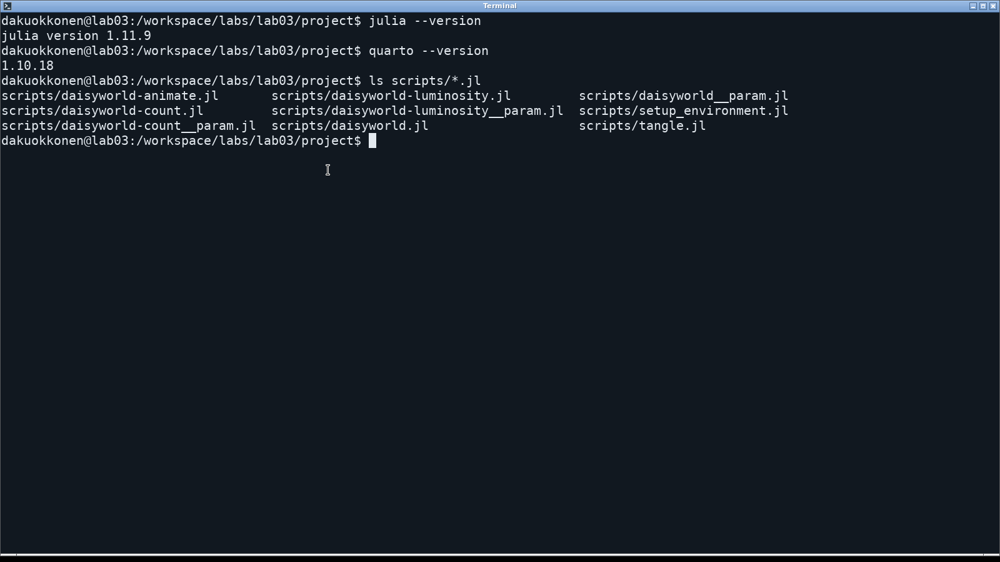 Terminal
dakuokkonen@lab03:/workspace/labs/lab03/project$ julia --version
julia version 1.11.9
dakuokkonen@lab03:/workspace/labs/lab03/project$ quarto --version
1.10.18
dakuokkonen@lab03:/workspace/labs/lab03/project$ ls scripts/*.jl
scripts/daisyworld-animate.jl       scripts/daisyworld-luminosity.jl         scripts/daisyworld__param.jl
scripts/daisyworld-count.jl         scripts/daisyworld-luminosity__param.jl  scripts/setup_environment.jl
scripts/daisyworld-count__param.jl  scripts/daisyworld.jl                    scripts/tangle.jl
dakuokkonen@lab03:/workspace/labs/lab03/project$